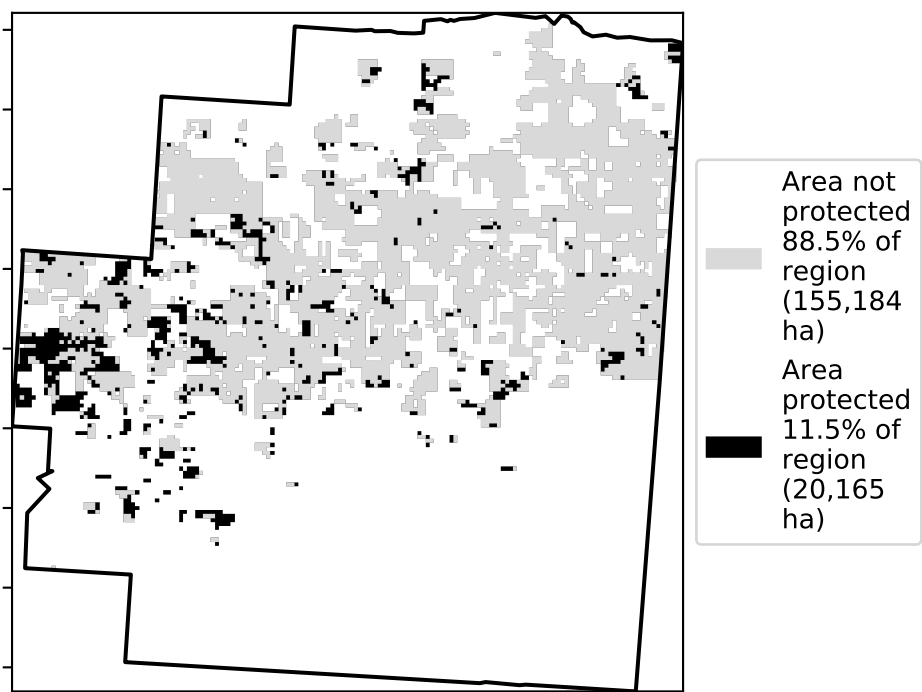 Area not
protected
88.5% of
region
(155,184
ha)
Area
protected
11.5% of
region
(20,165
ha)